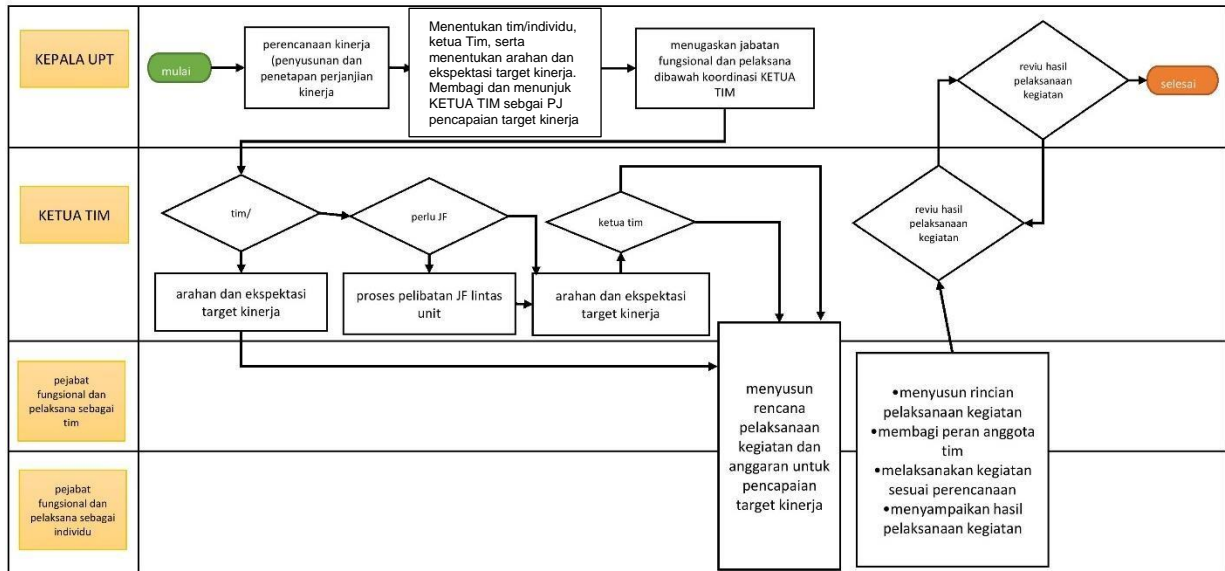 KEPALA UPT
mulai
perencanaan kinerja
(penyusunan dan
penetapan perjanjian
kinerja
Menentukan tim/individu,
ketua Tim, serta
menentukan arahan dan
ekspektasi target kinerja.
Membagi dan menunjuk
KETUA TIM sebgai PJ
pencapaian target kinerja
menugaskan jabatan
fungsional dan pelaksana
dibawah koordinasi KETUA
TIM
reviu hasil
pelaksanaan
kegiatan
selesai
KETUA TIM
tim/
perlu JF
ketua tim
reviu hasil
pelaksanaan
kegiatan
arahan dan ekspektasi
target kinerja
proses pelibatan JF lintas
unit
arahan dan ekspektasi
target kinerja
pejabat
fungsional dan
pelaksana sebagai
tim
menyusun
rencana
pelaksanaan
kegiatan dan
anggaran untuk
pencapaian
target kinerja
•menyusun rincian
pelaksanaan kegiatan
•membagi peran anggota
tim
•melaksanakan kegiatan
sesuai perencanaan
•menyampaikan hasil
pelaksanaan kegiatan
pejabat
fungsional dan
pelaksana sebagai
individu